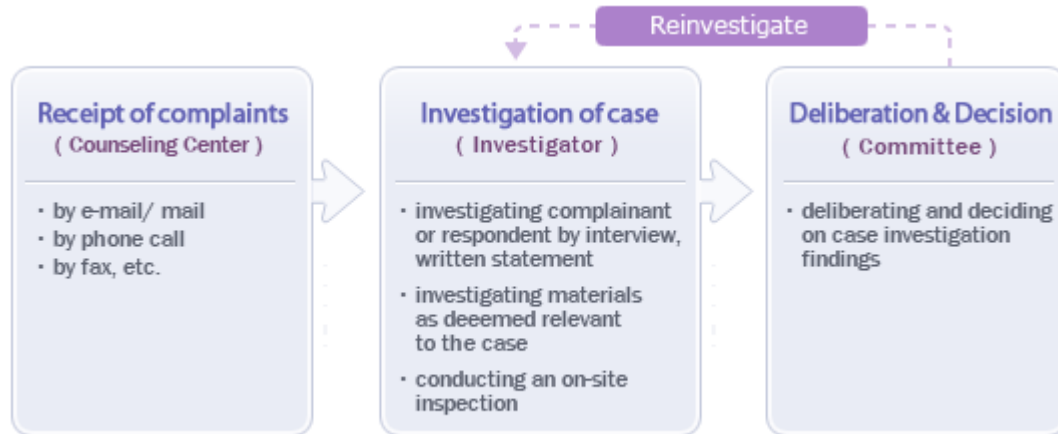 Reinvestigate
Receipt of complaints
( Counseling Center )
· by e-mail/ mail
· by phone call
· by fax, etc.
Investigation of case
( Investigator )
· investigating complainant
or respondent by interview,
written statement
· investigating materials
as deeemed relevant
to the case
· conducting an on-site
inspection
Deliberation & Decision
( Committee )
· deliberating and deciding
on case investigation
findings